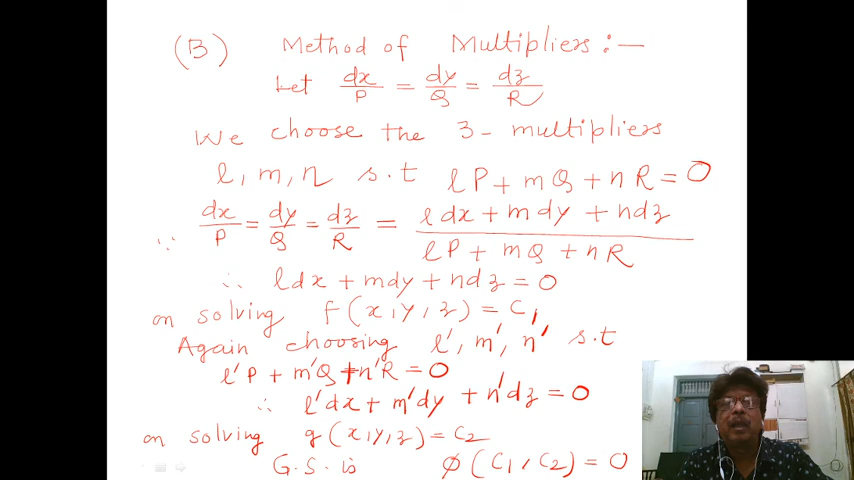 (B) Method of Multipliers :—
Let dx/P = dy/Q = dz/R
We choose the 3 - multipliers
l, m, n s.t lP + mQ + nR = 0
∵ dx/P = dy/Q = dz/R = (l dx + m dy + n dz)/(lP + mQ + nR)
∴ l dx + m dy + n dz = 0
on solving f(x, y, z) = C₁
Again choosing l', m', n' s.t
l'P + m'Q + n'R = 0
∴ l'dx + m'dy + n'dz = 0
on solving g(x, y, z) = C₂
G.S. is φ(C₁, C₂) = 0